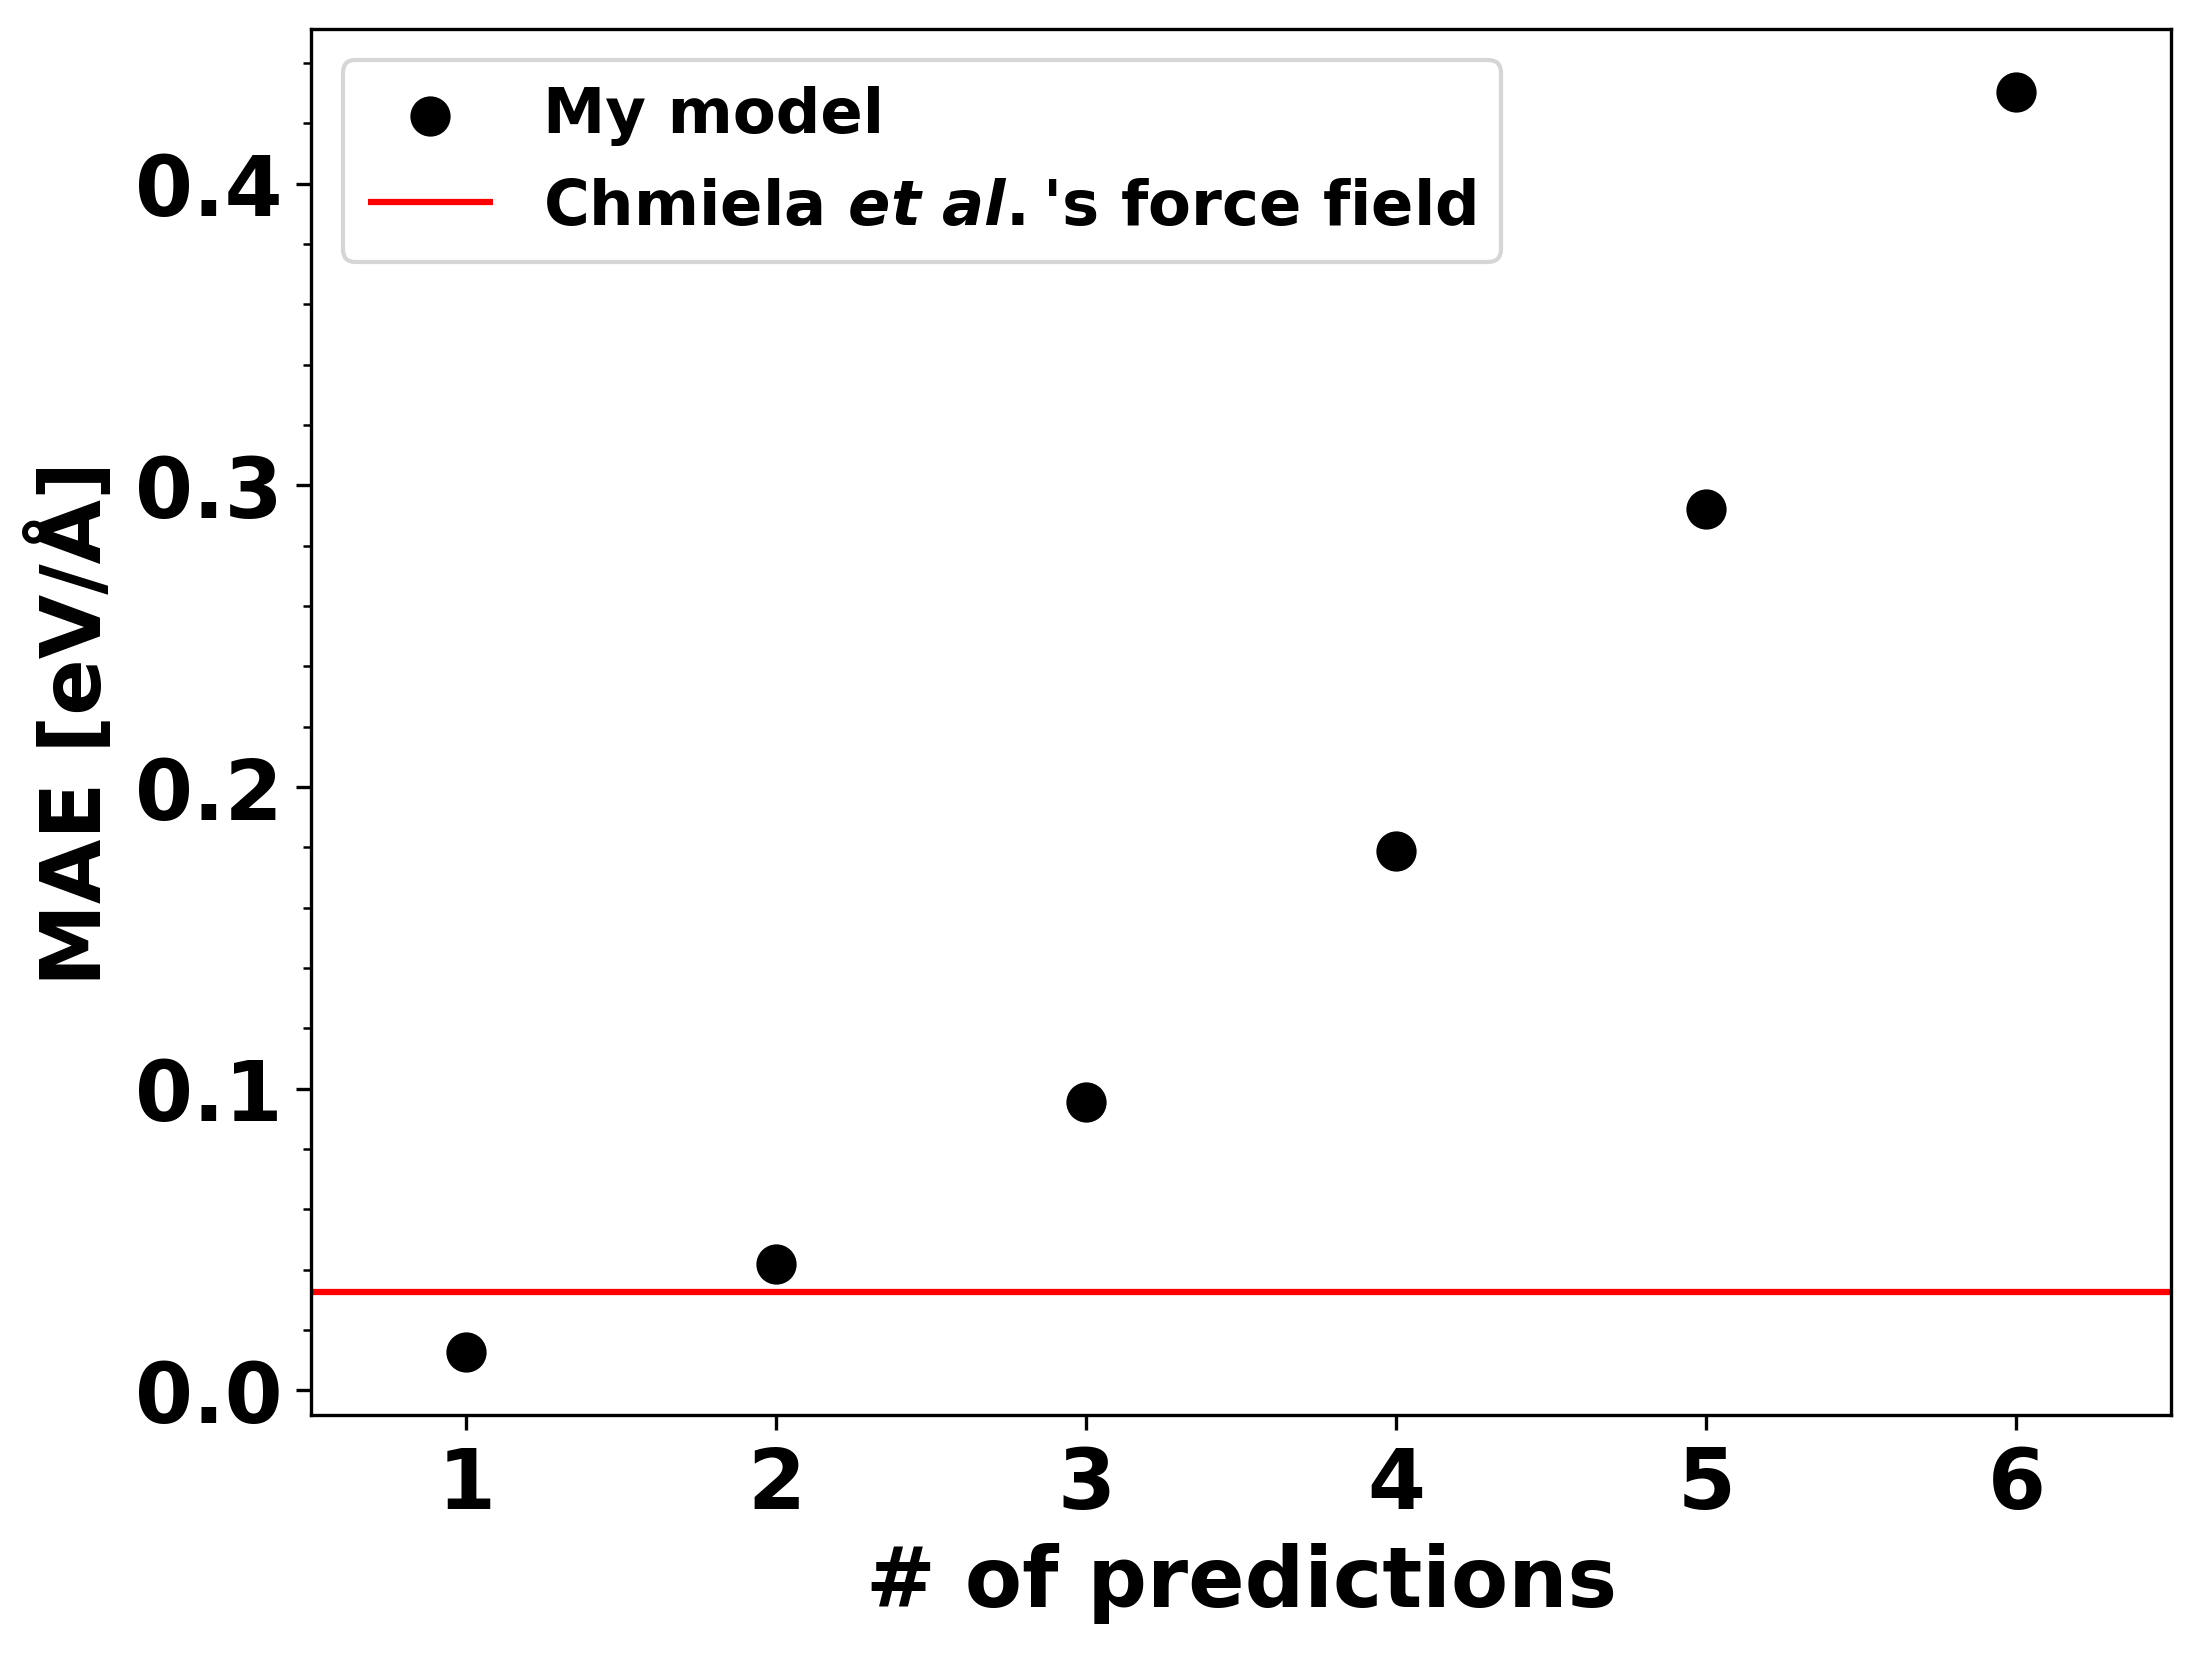 My model
Chmiela et al.'s force field
0.4
0.3
0.2
0.1
0.0
MAE [eV/Å]
1 2 3 4 5 6
# of predictions